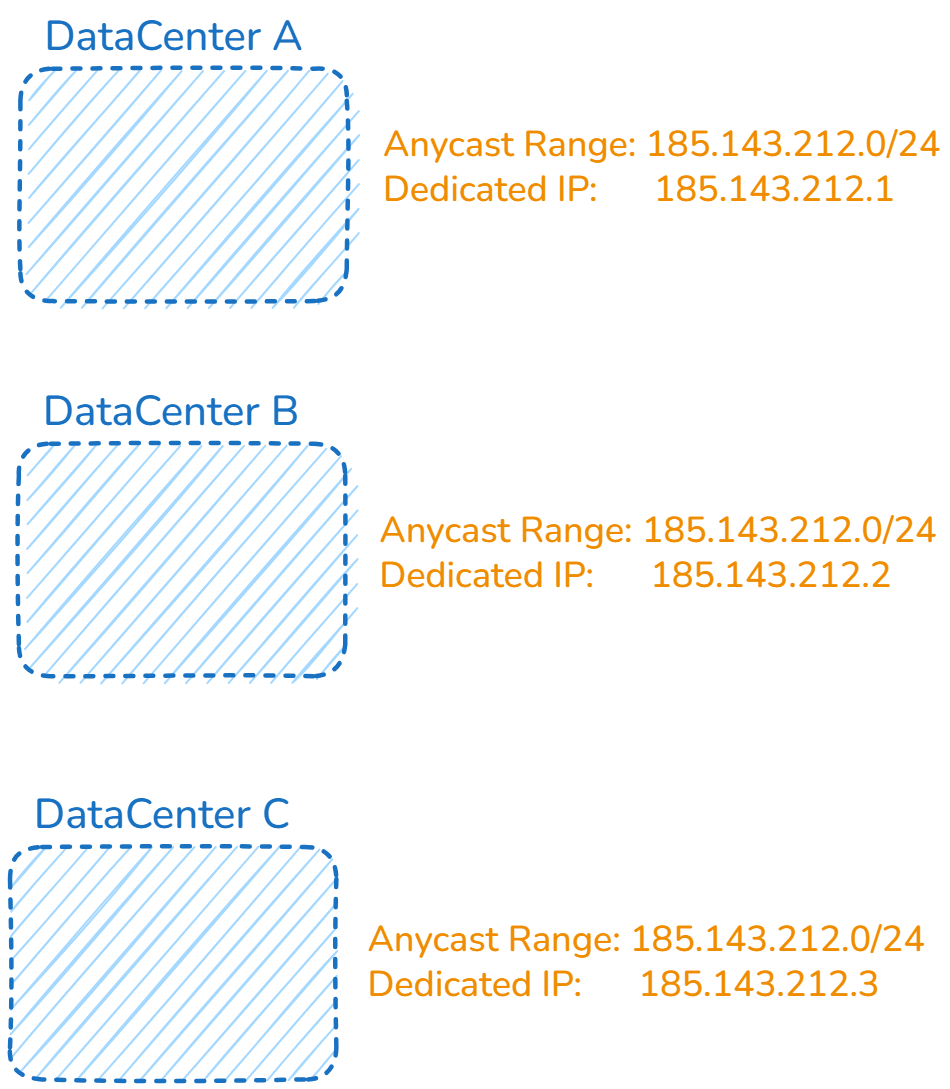 DataCenter A
Anycast Range: 185.143.212.0/24
Dedicated IP: 185.143.212.1
DataCenter B
Anycast Range: 185.143.212.0/24
Dedicated IP: 185.143.212.2
DataCenter C
Anycast Range: 185.143.212.0/24
Dedicated IP: 185.143.212.3